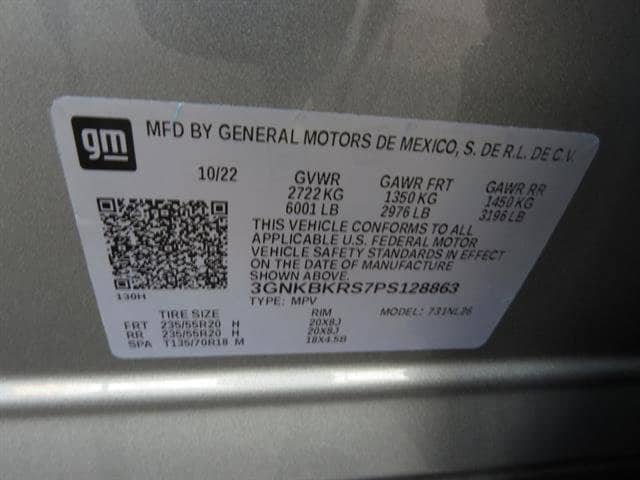 gm MFD BY GENERAL MOTORS DE MEXICO, S. DE R.L. DE C.V.
10/22 GVWR GAWR FRT GAWR RR
2722 KG 1350 KG 1450 KG
6001 LB 2976 LB 3196 LB
THIS VEHICLE CONFORMS TO ALL
APPLICABLE U.S. FEDERAL MOTOR
VEHICLE SAFETY STANDARDS IN EFFECT
ON THE DATE OF MANUFACTURE
SHOWN ABOVE.
130H 3GNKBKRS7PS128863
TYPE: MPV MODEL: 731NL26
TIRE SIZE RIM
FRT 235/55R20 H 20X8J
RR 235/55R20 H 20X8J
SPA T135/70R18 M 18X4.5B